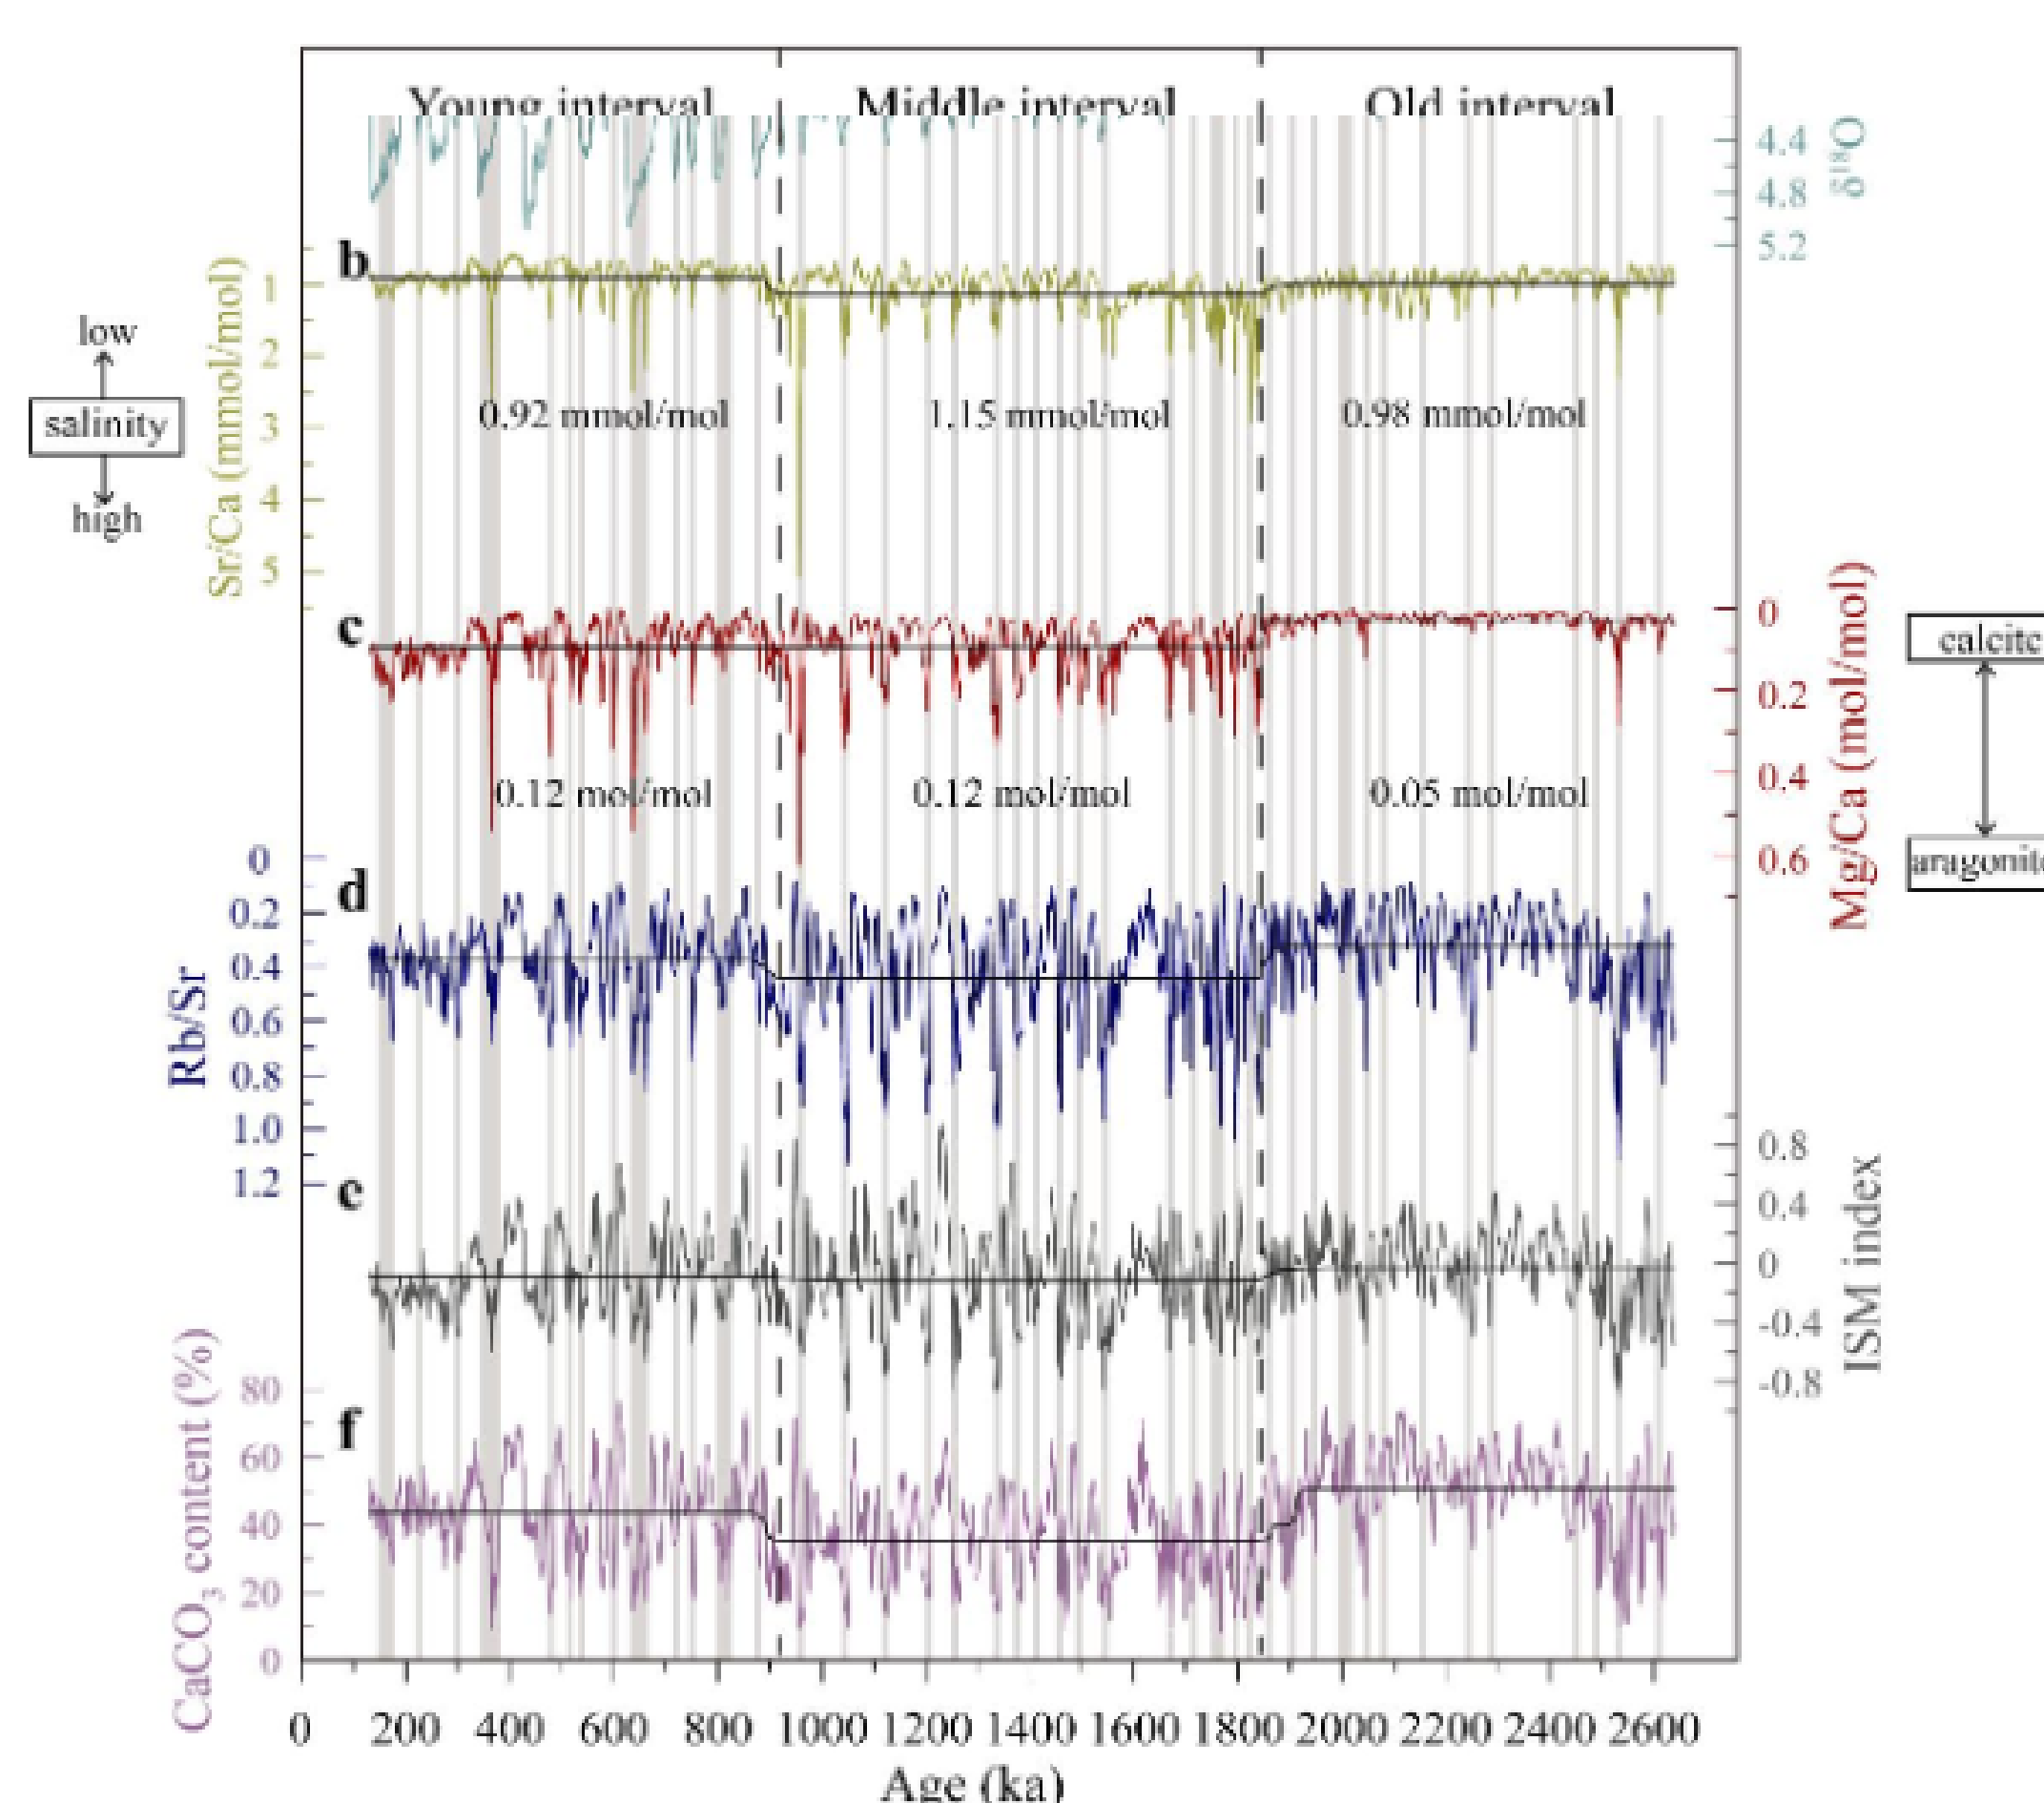 Young interval Middle interval Old interval
4.4
4.8
5.2
δ¹⁸O
b
1
2
3
4
5
Sr/Ca (mmol/mol)
low
salinity
high
0.92 mmol/mol 1.15 mmol/mol 0.98 mmol/mol
c
0
0.2
0.4
0.6
Mg/Ca (mol/mol)
calcite
aragonite
0.12 mol/mol 0.12 mol/mol 0.05 mol/mol
d
0
0.2
0.4
0.6
0.8
1.0
1.2
Rb/Sr
e
0.8
0.4
0
-0.4
-0.8
ISM index
f
80
60
40
20
0
CaCO₃ content (%)
0 200 400 600 800 1000 1200 1400 1600 1800 2000 2200 2400 2600
Age (ka)